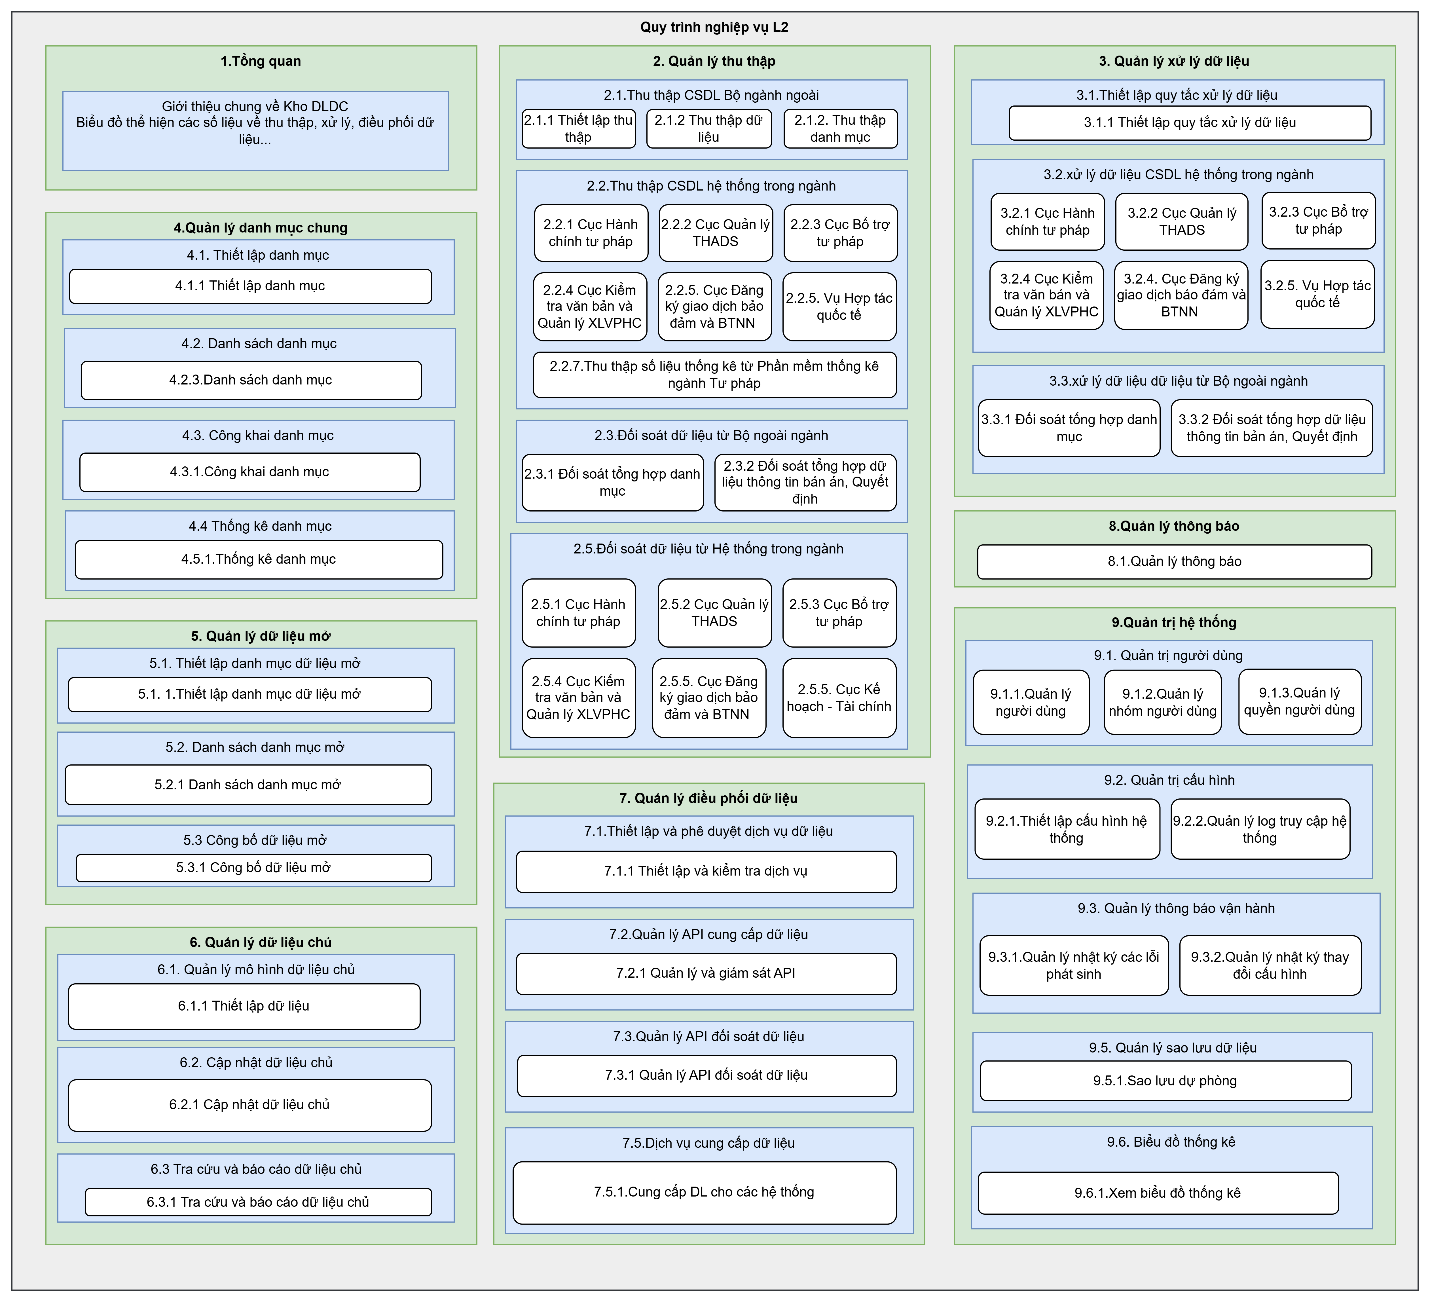 Quy trình nghiệp vụ L2
1.Tổng quan
Giới thiệu chung về Kho DLDC
Biểu đồ thể hiện các số liệu về thu thập, xử lý, điều phối dữ
liệu...
4.Quản lý danh mục chung
4.1. Thiết lập danh mục
4.1.1 Thiết lập danh mục
4.2. Danh sách danh mục
4.2.3.Danh sách danh mục
4.3. Công khai danh mục
4.3.1.Công khai danh mục
4.4 Thống kê danh mục
4.5.1.Thống kê danh mục
5. Quản lý dữ liệu mở
5.1. Thiết lập danh mục dữ liệu mở
5.1. 1.Thiết lập danh mục dữ liệu mở
5.2. Danh sách danh mục mở
5.2.1 Danh sách danh mục mở
5.3 Công bố dữ liệu mở
5.3.1 Công bố dữ liệu mở
6. Quản lý dữ liệu chủ
6.1. Quản lý mô hình dữ liệu chủ
6.1.1 Thiết lập dữ liệu
6.2. Cập nhật dữ liệu chủ
6.2.1 Cập nhật dữ liệu chủ
6.3 Tra cứu và báo cáo dữ liệu chủ
6.3.1 Tra cứu và báo cáo dữ liệu chủ
2. Quản lý thu thập
2.1.Thu thập CSDL Bộ ngành ngoài
2.1.1 Thiết lập thu
thập
2.1.2 Thu thập dữ
liệu
2.1.2. Thu thập
danh mục
2.2.Thu thập CSDL hệ thống trong ngành
2.2.1 Cục Hành
chính tư pháp
2.2.2 Cục Quản lý
THADS
2.2.3 Cục Bổ trợ
tư pháp
2.2.4 Cục Kiểm
tra văn bản và
Quản lý XLVPHC
2.2.5. Cục Đăng
ký giao dịch bảo
đảm và BTNN
2.2.5. Vụ Hợp tác
quốc tế
2.2.7.Thu thập số liệu thống kê từ Phần mềm thống kê
ngành Tư pháp
2.3.Đối soát dữ liệu từ Bộ ngoài ngành
2.3.1 Đối soát tổng hợp danh
mục
2.3.2 Đối soát tổng hợp dữ
liệu thông tin bản án, Quyết
định
2.5.Đối soát dữ liệu từ Hệ thống trong ngành
2.5.1 Cục Hành
chính tư pháp
2.5.2 Cục Quản lý
THADS
2.5.3 Cục Bổ trợ
tư pháp
2.5.4 Cục Kiểm
tra văn bản và
Quản lý XLVPHC
2.5.5. Cục Đăng
ký giao dịch bảo
đảm và BTNN
2.5.5. Cục Kế
hoạch - Tài chính
7. Quản lý điều phối dữ liệu
7.1.Thiết lập và phê duyệt dịch vụ dữ liệu
7.1.1 Thiết lập và kiểm tra dịch vụ
7.2.Quản lý API cung cấp dữ liệu
7.2.1 Quản lý và giám sát API
7.3.Quản lý API đối soát dữ liệu
7.3.1 Quản lý API đối soát dữ liệu
7.5.Dịch vụ cung cấp dữ liệu
7.5.1.Cung cấp DL cho các hệ thống
3. Quản lý xử lý dữ liệu
3.1.Thiết lập quy tắc xử lý dữ liệu
3.1.1 Thiết lập quy tắc xử lý dữ liệu
3.2.xử lý dữ liệu CSDL hệ thống trong ngành
3.2.1 Cục Hành
chính tư pháp
3.2.2 Cục Quản lý
THADS
3.2.3 Cục Bổ trợ
tư pháp
3.2.4 Cục Kiểm
tra văn bản và
Quản lý XLVPHC
3.2.4. Cục Đăng ký
giao dịch bảo đảm và
BTNN
3.2.5. Vụ Hợp tác
quốc tế
3.3.xử lý dữ liệu dữ liệu từ Bộ ngoài ngành
3.3.1 Đối soát tổng hợp danh
mục
3.3.2 Đối soát tổng hợp dữ liệu
thông tin bản án, Quyết định
8.Quản lý thông báo
8.1.Quản lý thông báo
9.Quản trị hệ thống
9.1. Quản trị người dùng
9.1.1.Quản lý
người dùng
9.1.2.Quản lý
nhóm người dùng
9.1.3.Quản lý
quyền người dùng
9.2. Quản trị cấu hình
9.2.1.Thiết lập cấu hình hệ
thống
9.2.2.Quản lý log truy cập hệ
thống
9.3. Quản lý thông báo vận hành
9.3.1.Quản lý nhật ký các lỗi
phát sinh
9.3.2.Quản lý nhật ký thay
đổi cấu hình
9.5. Quản lý sao lưu dữ liệu
9.5.1.Sao lưu dự phòng
9.6. Biểu đồ thống kê
9.6.1.Xem biểu đồ thống kê